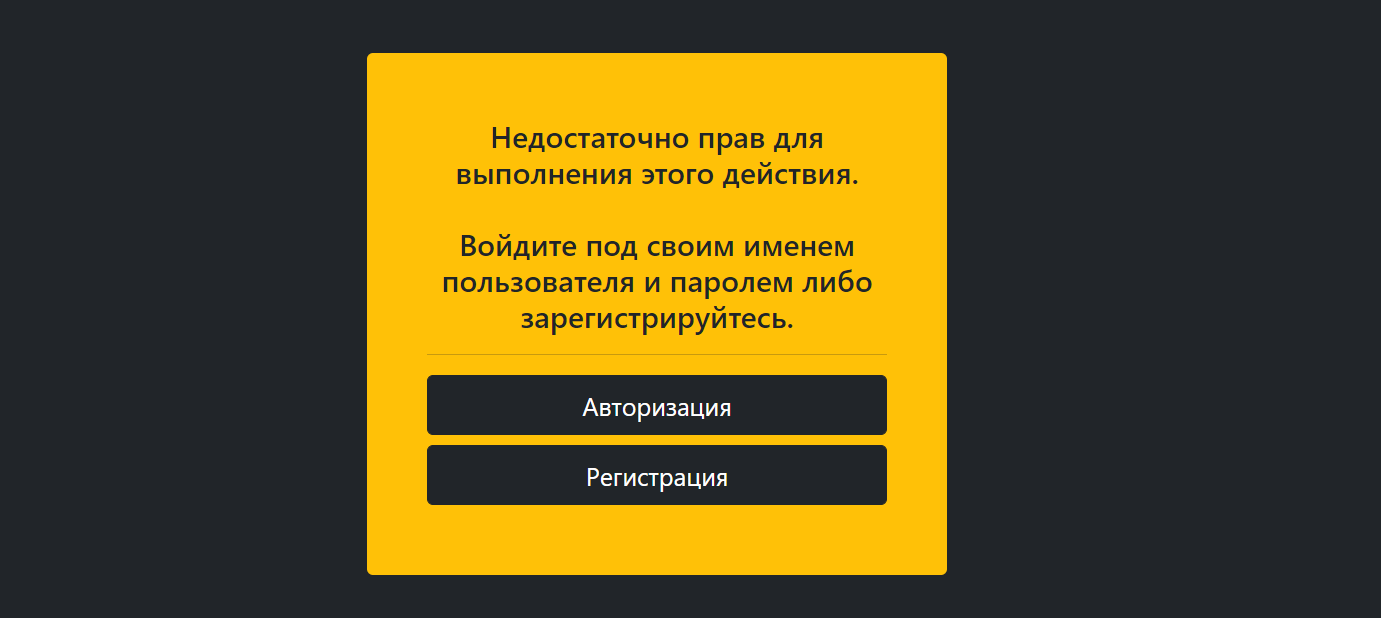 Недостаточно прав для
выполнения этого действия.
Войдите под своим именем
пользователя и паролем либо
зарегистрируйтесь.
Авторизация
Регистрация